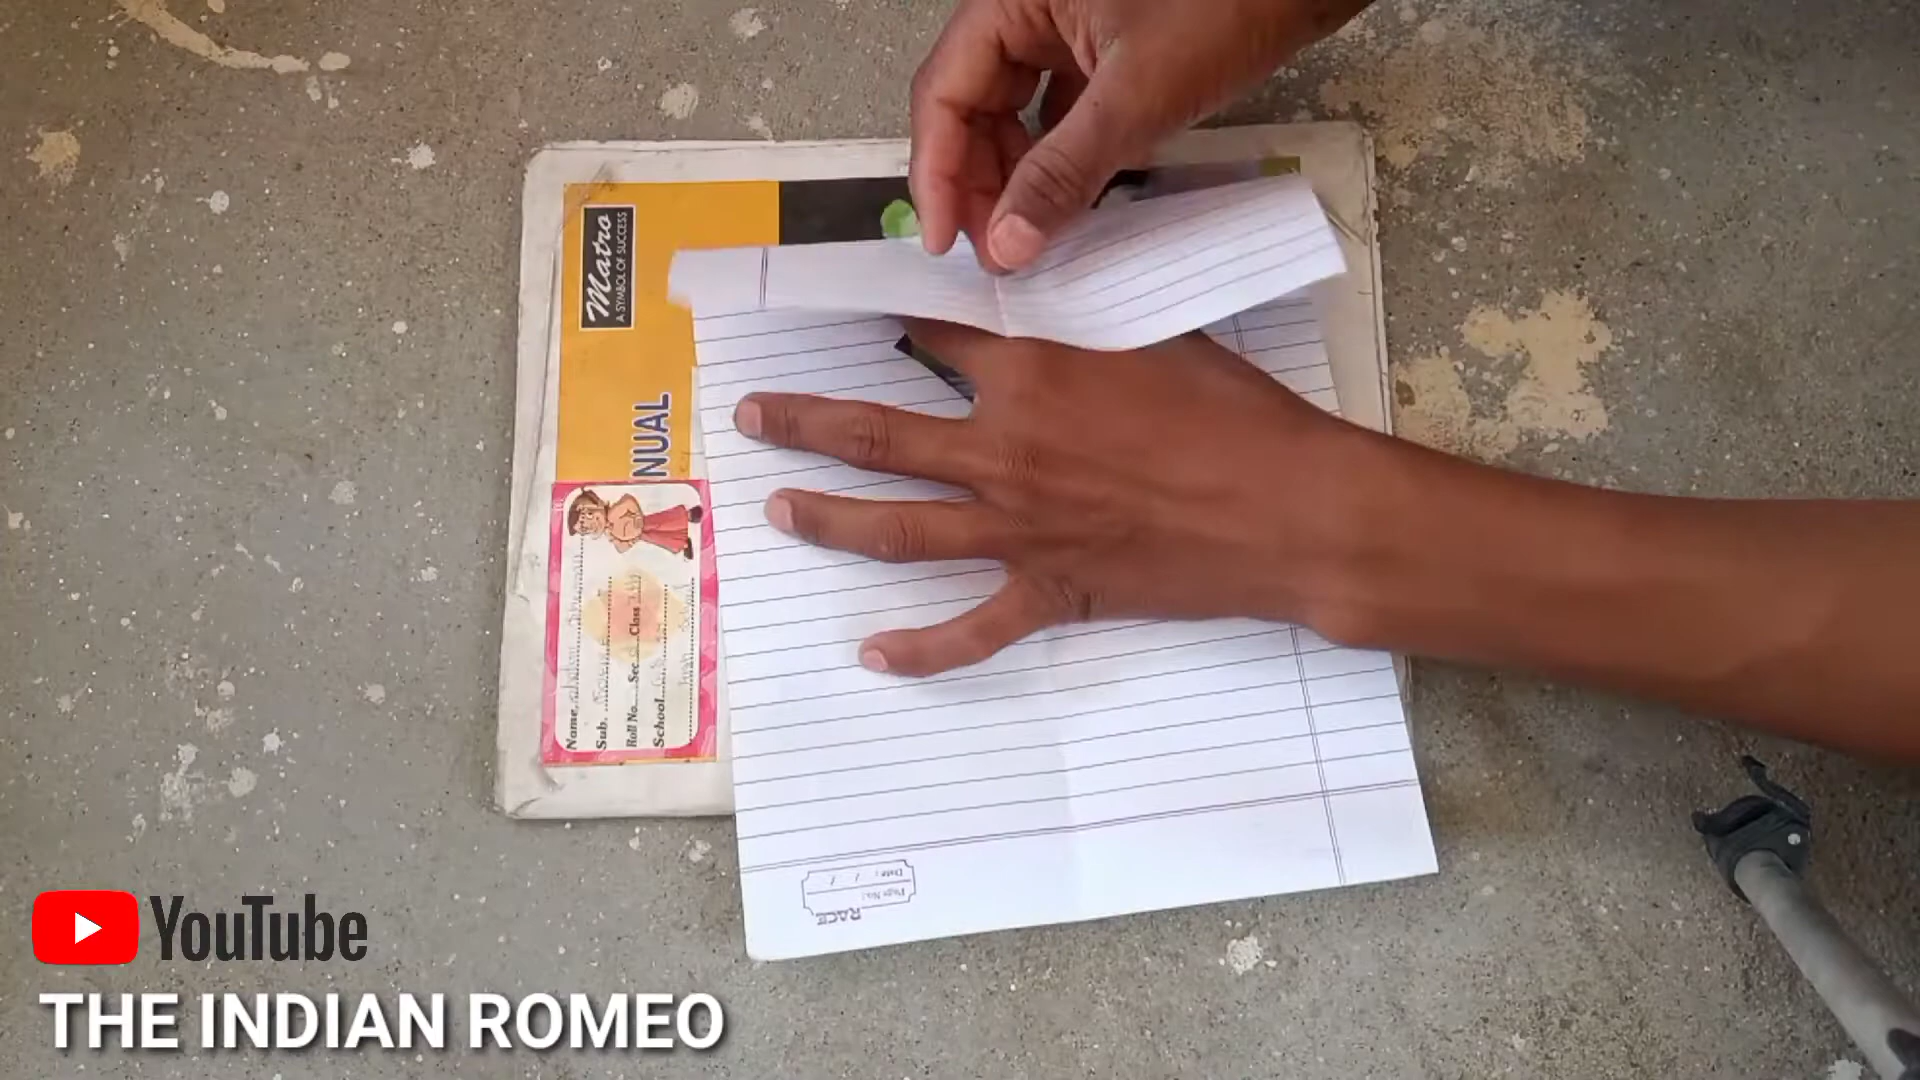 Matro
A SYMBOL OF SUCCESS
NUAL
Name
Sub.
Roll No. Sec. Class
School
Page No.:
Date: / /
RACE
YouTube
THE INDIAN ROMEO